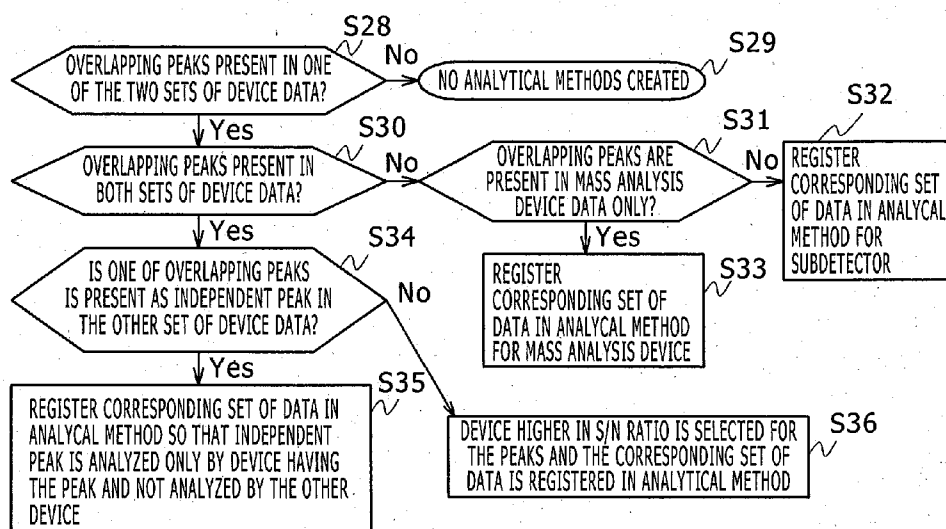 S28
OVERLAPPING PEAKS PRESENT IN ONE
OF THE TWO SETS OF DEVICE DATA?
No
S29
NO ANALYTICAL METHODS CREATED
Yes
S30
OVERLAPPING PEAKS PRESENT IN
BOTH SETS OF DEVICE DATA?
No
S31
OVERLAPPING PEAKS ARE
PRESENT IN MASS ANALYSIS
DEVICE DATA ONLY?
No
S32
REGISTER
CORRESPONDING SET
OF DATA IN ANALYTICAL
METHOD FOR
SUBDETECTOR
Yes
S33
REGISTER
CORRESPONDING SET OF
DATA IN ANALYCAL METHOD
FOR MASS ANALYSIS DEVICE
Yes
S34
IS ONE OF OVERLAPPING PEAKS
IS PRESENT AS INDEPENDENT PEAK IN
THE OTHER SET OF DEVICE DATA?
No
Yes
S35
REGISTER CORRESPONDING SET OF DATA IN
ANALYCAL METHOD SO THAT INDEPENDENT
PEAK IS ANALYZED ONLY BY DEVICE HAVING
THE PEAK AND NOT ANALYZED BY THE OTHER
DEVICE
S36
DEVICE HIGHER IN S/N RATIO IS SELECTED FOR
THE PEAKS AND THE CORRESPONDING SET OF
DATA IS REGISTERED IN ANALYTICAL METHOD